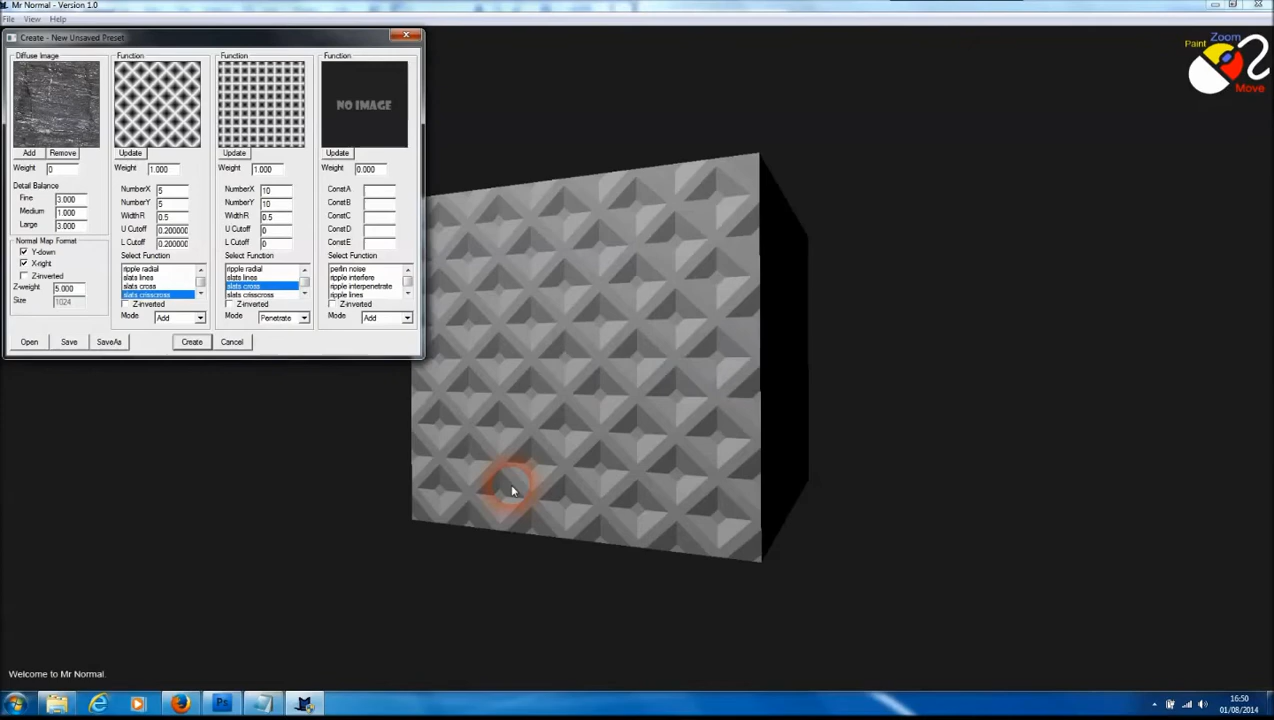 Mr Normal - Version 1.0
File View Help
Create - New Unsaved Preset
Diffuse Image
Add Remove
Weight 0
Detail Balance
Fine 3.000
Medium 1.000
Large 3.000
Normal Map Format
Y-down
X-right
Z-inverted
Z-weight 5.000
Size 1024
Function
Update
Weight 1.000
NumberX 5
NumberY 5
WidthR 0.5
U Cutoff 0.200000
L Cutoff 0.200000
Select Function
ripple radial
slats lines
slats cross
slats crisscross
Z-inverted
Mode Add
Function
Update
Weight 1.000
NumberX 10
NumberY 10
WidthR 0.5
U Cutoff 0
L Cutoff 0
Select Function
ripple radial
slats lines
slats cross
slats crisscross
Z-inverted
Mode Penetrate
Function
NO IMAGE
Update
Weight 0.000
ConstA
ConstB
ConstC
ConstD
ConstE
Select Function
perlin noise
ripple interfere
ripple interpenetrate
ripple lines
Z-inverted
Mode Add
Open Save SaveAs Create Cancel
Zoom
Paint
Move
Welcome to Mr Normal.
Ps
16:50
01/08/2014